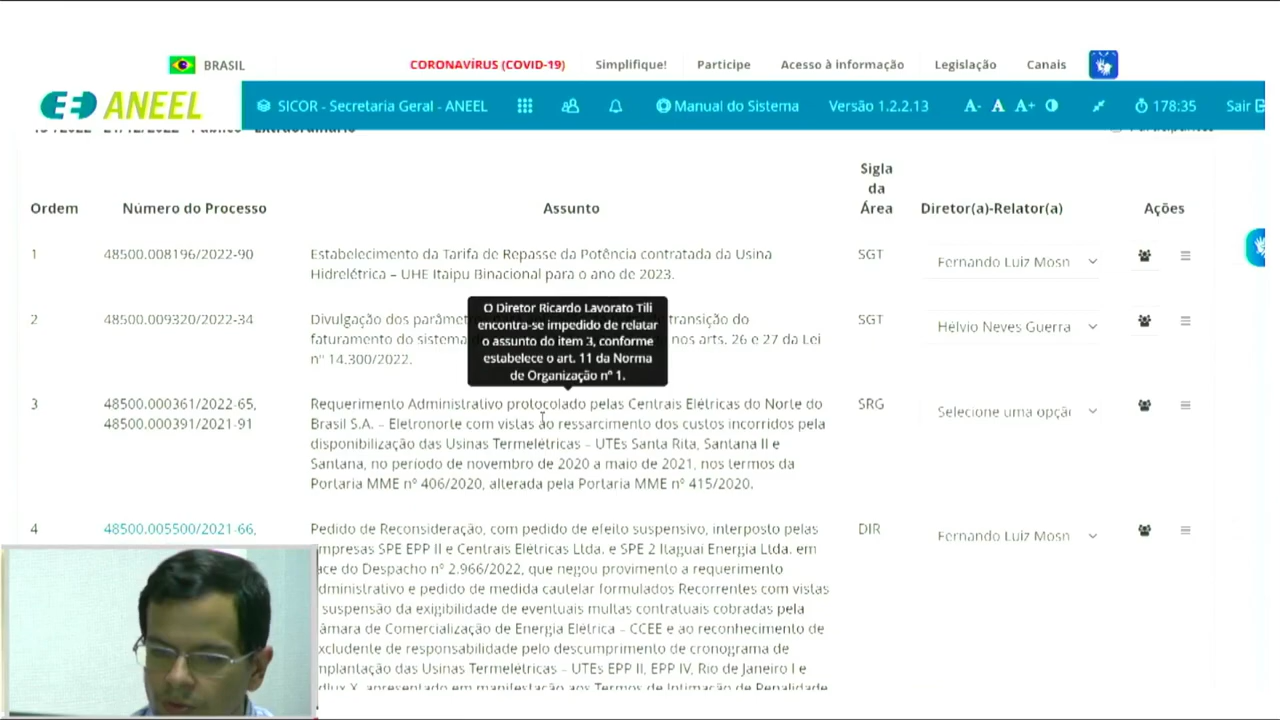 BRASIL
CORONAVÍRUS (COVID-19) Simplifique! Participe Acesso à informação Legislação Canais
ANEEL
SICOR - Secretaria Geral - ANEEL Manual do Sistema Versão 1.2.2.13 A- A A+ 178:35 Sair
Ordem Número do Processo Assunto Sigla da Área Diretor(a)-Relator(a) Ações
1 48500.008196/2022-90 Estabelecimento da Tarifa de Repasse da Potência contratada da Usina SGT Fernando Luiz Mosn
Hidrelétrica – UHE Itaipu Binacional para o ano de 2023.
O Diretor Ricardo Lavorato Tili
encontra-se impedido de relatar
o assunto do item 3, conforme
estabelece o art. 11 da Norma
de Organização nº 1.
2 48500.009320/2022-34 Divulgação dos transição do SGT Hélvio Neves Guerra
faturamento do sistema nos arts. 26 e 27 da Lei
nº 14.300/2022.
3 48500.000361/2022-65, Requerimento Administrativo protocolado pelas Centrais Elétricas do Norte do SRG Selecione uma
48500.000391/2021-91 Brasil S.A. – Eletronorte com vistas ao ressarcimento dos custos incorridos pela
disponibilização das Usinas Termelétricas – UTEs Santa Rita, Santana II e
Santana, no período de novembro de 2020 a maio de 2021, nos termos da
Portaria MME nº 406/2020, alterada pela Portaria MME nº 415/2020.
4 48500.005500/2021-66, Pedido de Reconsideração, com pedido de efeito suspensivo, interposto pelas DIR Fernando Luiz Mosn
mpresas SPE EPP II e Centrais Elétricas Ltda. e SPE 2 Itaguaí Energia Ltda. em
ace do Despacho nº 2.966/2022, que negou provimento a requerimento
dministrativo e pedido de medida cautelar formulados Recorrentes com vistas
suspensão da exigibilidade de eventuais multas contratuais cobradas pela
âmara de Comercialização de Energia Elétrica – CCEE e ao reconhecimento de
xcludente de responsabilidade pelo descumprimento de cronograma de
mplantação das Usinas Termelétricas – UTEs EPP II, EPP IV, Rio de Janeiro I e
X, apresentado em manifestação aos Termos de Intimação de Penalidade